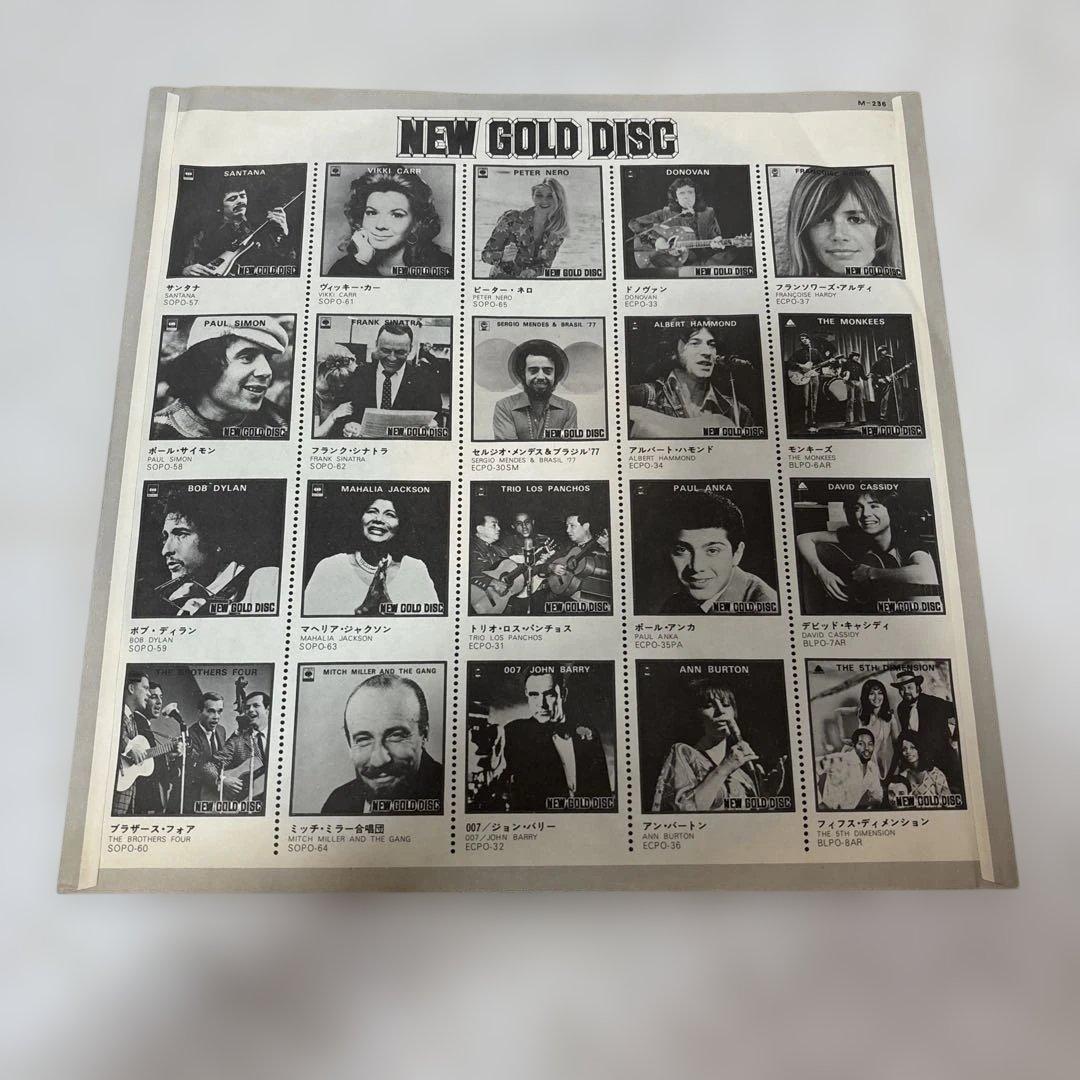 M-236
NEW GOLD DISC
SANTANA
NEW GOLD DISC
サンタナ
SANTANA
SOPO-57
VIKKI CARR
NEW GOLD DISC
ヴィッキー・カー
VIKKI CARR
SOPO-61
PETER NERO
NEW GOLD DISC
ピーター・ネロ
PETER NERO
SOPO-65
DONOVAN
NEW GOLD DISC
ドノヴァン
DONOVAN
ECPO-33
FRANÇOISE HARDY
NEW GOLD DISC
フランソワーズ・アルディ
FRANÇOISE HARDY
ECPO-37
PAUL SIMON
NEW GOLD DISC
ポール・サイモン
PAUL SIMON
SOPO-58
FRANK SINATRA
NEW GOLD DISC
フランク・シナトラ
FRANK SINATRA
SOPO-62
SERGIO MENDES & BRASIL '77
NEW GOLD DISC
セルジオ・メンデス&ブラジル'77
SERGIO MENDES & BRASIL '77
ECPO-30SM
ALBERT HAMMOND
NEW GOLD DISC
アルバート・ハモンド
ALBERT HAMMOND
ECPO-34
THE MONKEES
NEW GOLD DISC
モンキーズ
THE MONKEES
BLPO-6AR
BOB DYLAN
NEW GOLD DISC
ボブ・ディラン
BOB DYLAN
SOPO-59
MAHALIA JACKSON
NEW GOLD DISC
マヘリア・ジャクソン
MAHALIA JACKSON
SOPO-63
TRIO LOS PANCHOS
NEW GOLD DISC
トリオ・ロス・パンチョス
TRIO LOS PANCHOS
ECPO-31
PAUL ANKA
NEW GOLD DISC
ポール・アンカ
PAUL ANKA
ECPO-35PA
DAVID CASSIDY
NEW GOLD DISC
デビッド・キャシディ
DAVID CASSIDY
BLPO-7AR
THE BROTHERS FOUR
NEW GOLD DISC
ブラザース・フォア
THE BROTHERS FOUR
SOPO-60
MITCH MILLER AND THE GANG
NEW GOLD DISC
ミッチ・ミラー合唱団
MITCH MILLER AND THE GANG
SOPO-64
007/JOHN BARRY
NEW GOLD DISC
007/ジョン・バリー
007/JOHN BARRY
ECPO-32
ANN BURTON
NEW GOLD DISC
アン・バートン
ANN BURTON
ECPO-36
THE 5TH DIMENSION
NEW GOLD DISC
フィフス・ディメンション
THE 5TH DIMENSION
BLPO-8AR